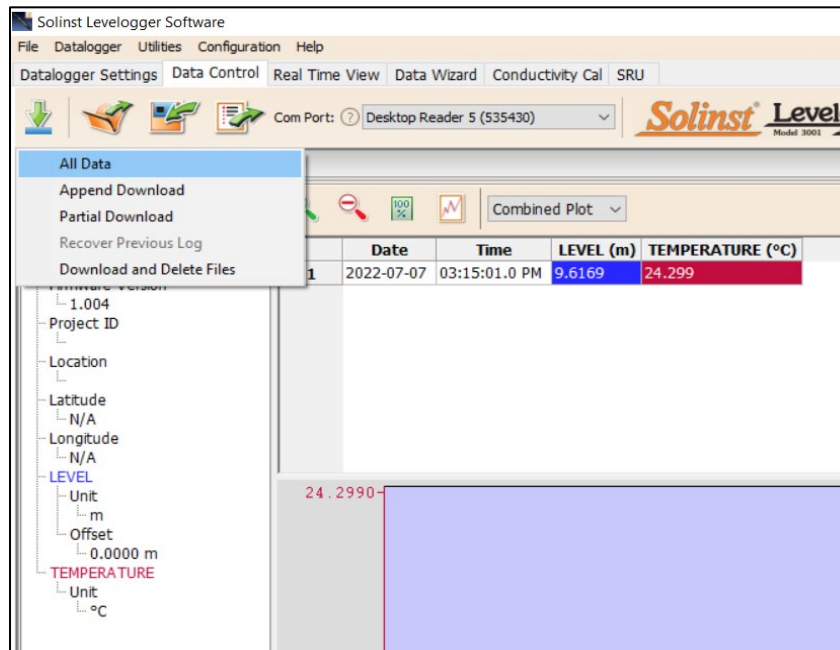 Solinst Levelogger Software
File Datalogger Utilities Configuration Help
Datalogger Settings Data Control Real Time View Data Wizard Conductivity Cal SRU
Com Port: ? Desktop Reader 5 (535430)
Solinst Level
Model 3001
All Data
Append Download
Partial Download
Recover Previous Log
Download and Delete Files
100 %
Combined Plot
Date Time LEVEL (m) TEMPERATURE (°C)
1 2022-07-07 03:15:01.0 PM 9.6169 24.299
Firmware Version
1.004
Project ID
Location
Latitude
N/A
Longitude
N/A
LEVEL
Unit
m
Offset
0.0000 m
TEMPERATURE
Unit
°C
24.2990